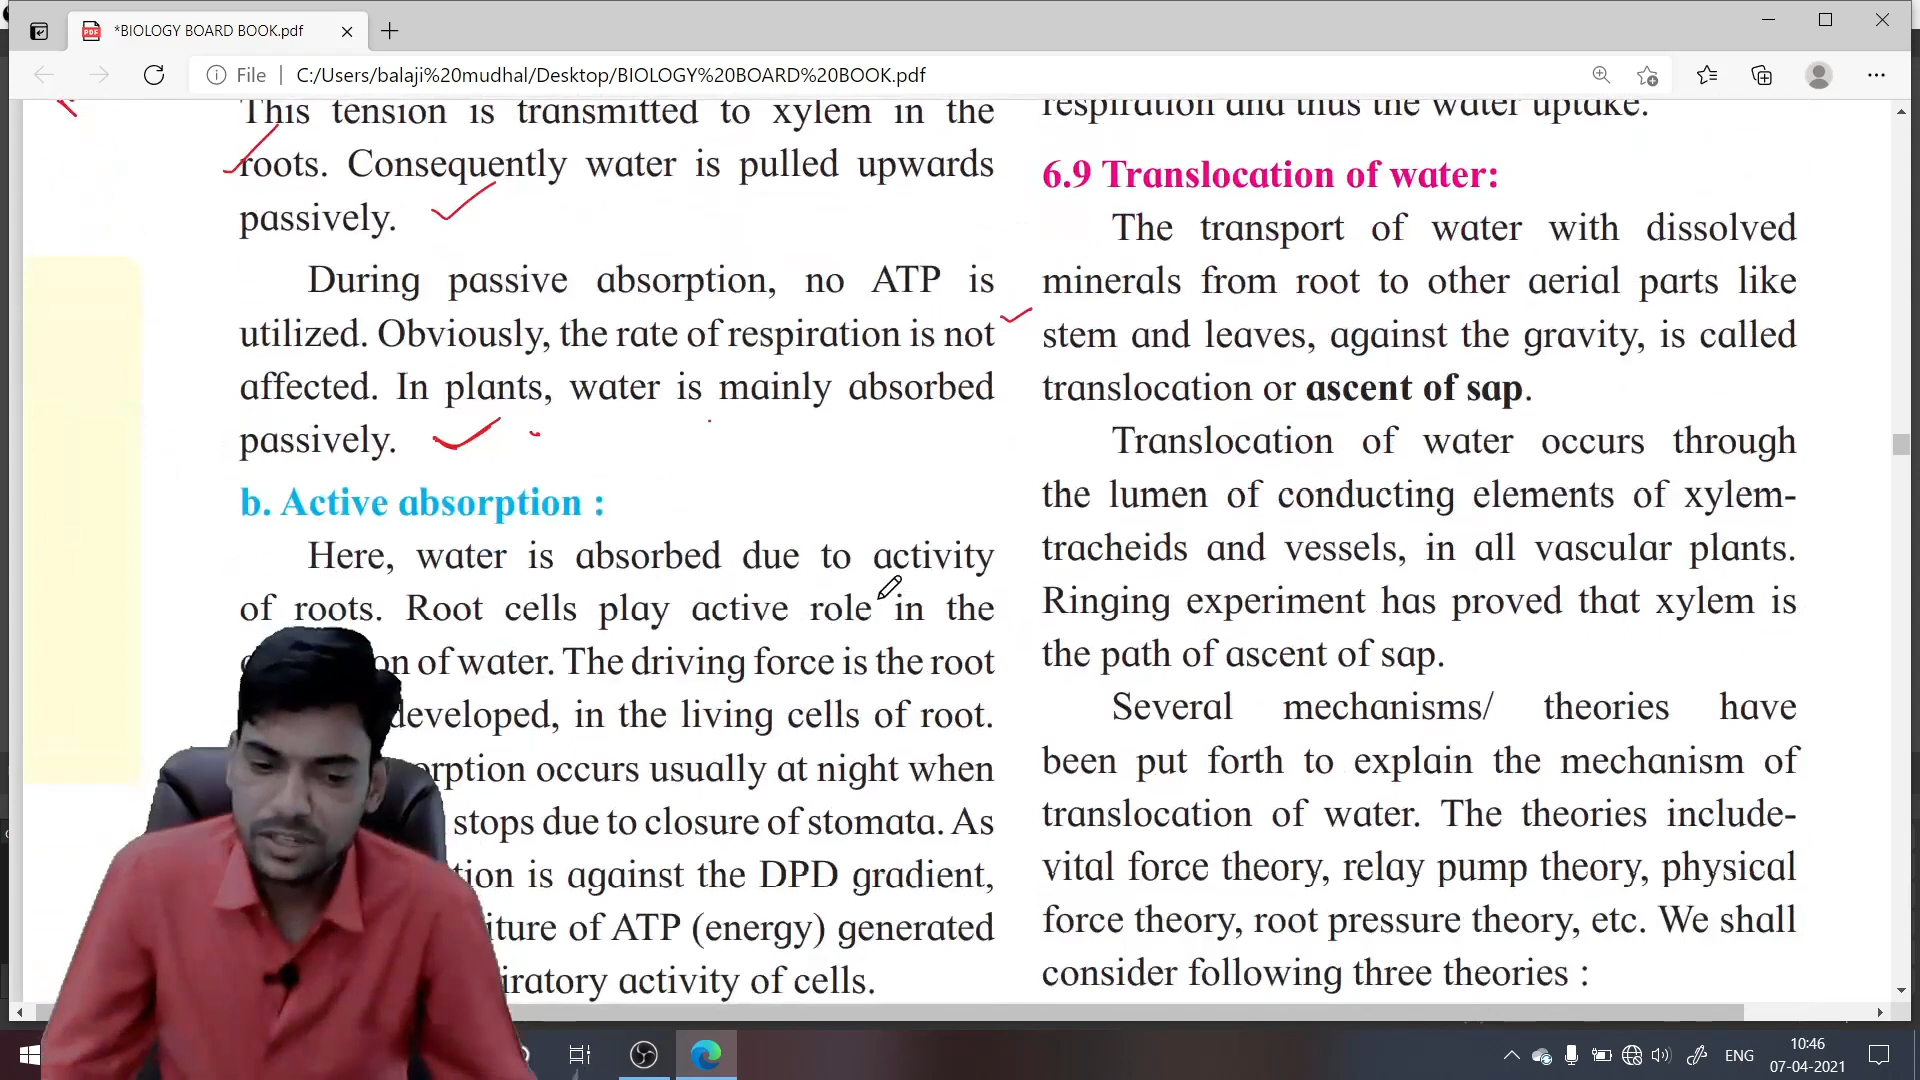 *BIOLOGY BOARD BOOK.pdf
File
C:/Users/balaji%20mudhal/Desktop/BIOLOGY%20BOARD%20BOOK.pdf
This tension is transmitted to xylem in the
roots. Consequently water is pulled upwards
passively.
During passive absorption, no ATP is
utilized. Obviously, the rate of respiration is not
affected. In plants, water is mainly absorbed
passively.
b. Active absorption :
Here, water is absorbed due to activity
of roots. Root cells play active role in the
of water. The driving force is the root
developed, in the living cells of root.
occurs usually at night when
stops due to closure of stomata. As
is against the DPD gradient,
of ATP (energy) generated
activity of cells.
respiration and thus the water uptake.
6.9 Translocation of water:
The transport of water with dissolved
minerals from root to other aerial parts like
stem and leaves, against the gravity, is called
translocation or ascent of sap.
Translocation of water occurs through
the lumen of conducting elements of xylem-
tracheids and vessels, in all vascular plants.
Ringing experiment has proved that xylem is
the path of ascent of sap.
Several mechanisms/ theories have
been put forth to explain the mechanism of
translocation of water. The theories include-
vital force theory, relay pump theory, physical
force theory, root pressure theory, etc. We shall
consider following three theories :
ENG
10:46
07-04-2021